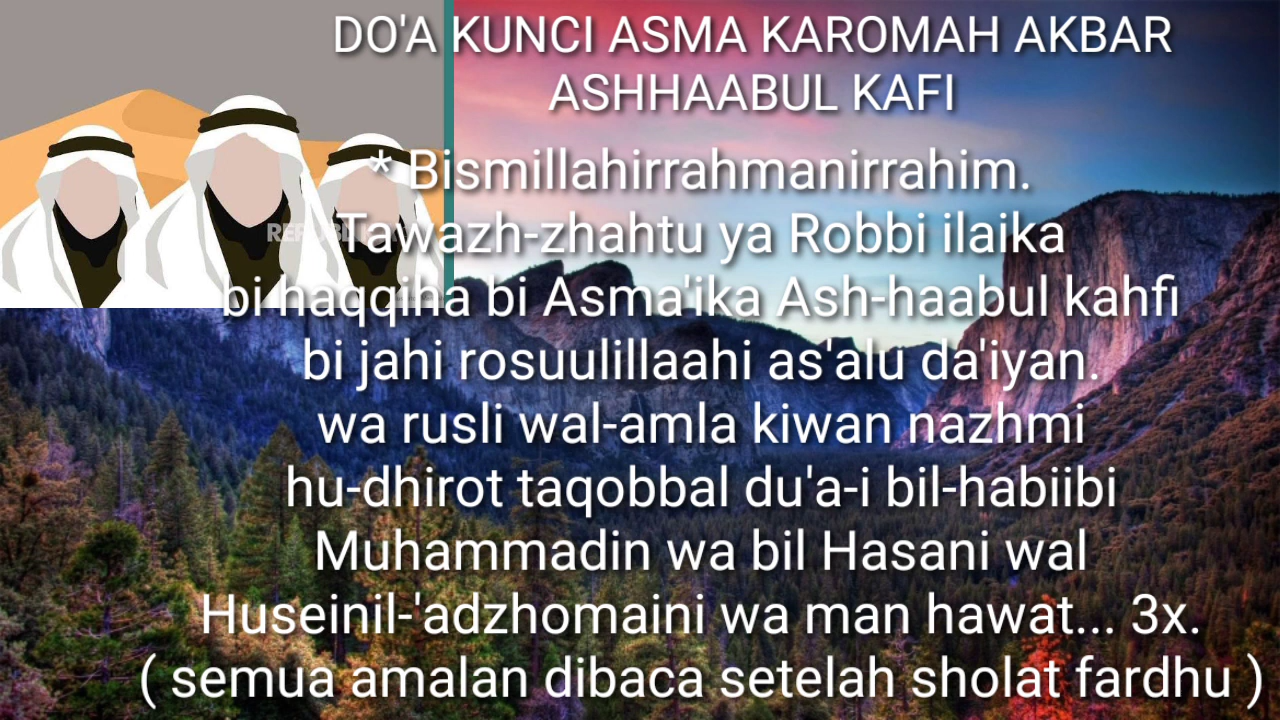 DO'A KUNCI ASMA KAROMAH AKBAR
ASHHAABUL KAFI
* Bismillahirrahmanirrahim.
Tawazh-zhahtu ya Robbi ilaika
bi haqqiha bi Asma'ika Ash-haabul kahfi
bi jahi rosuulillaahi as'alu da'iyan.
wa rusli wal-amla kiwan nazhmi
hu-dhirot taqobbal du'a-i bil-habiibi
Muhammadin wa bil Hasani wal
Huseinil-'adzhomaini wa man hawat... 3x.
( semua amalan dibaca setelah sholat fardhu )